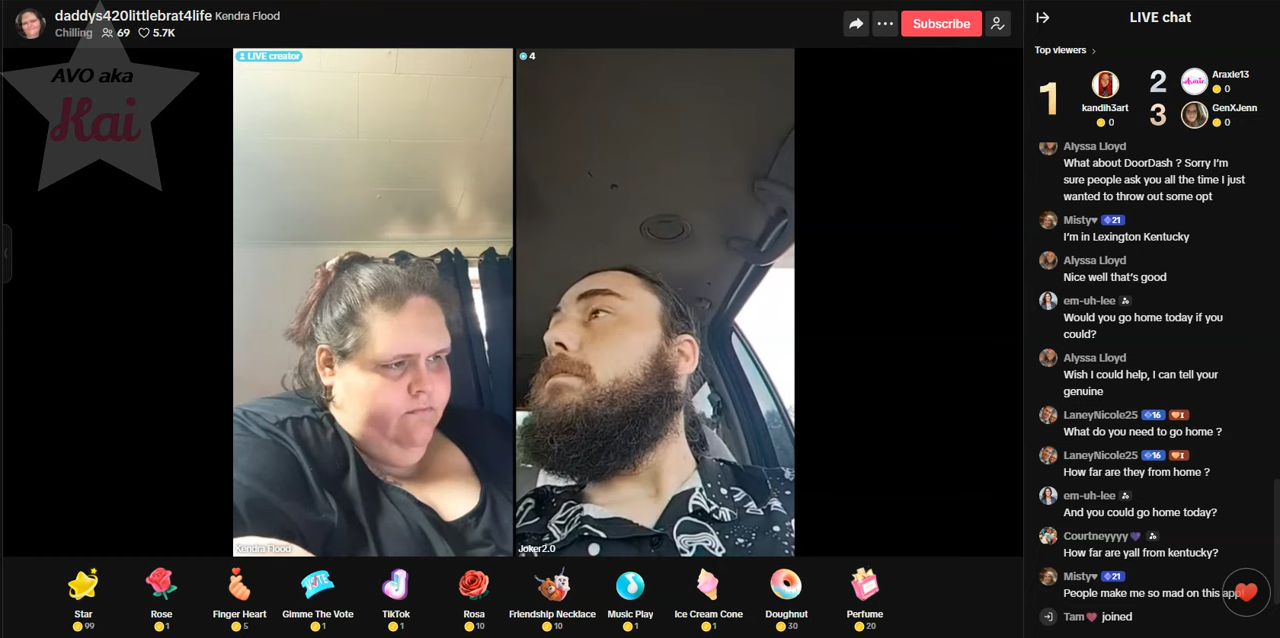 daddys420littlebrat4life Kendra Flood
Chilling 69 5.7K
Subscribe
AVO aka
Kai
LIVE creator
4
Kendra Flood
Joker2.0
Star
99
Rose
1
Finger Heart
5
VOTE
Gimme The Vote
1
TikTok
1
Rosa
10
Friendship Necklace
10
Music Play
1
Ice Cream Cone
1
Doughnut
30
Perfume
20
LIVE chat
Top viewers
1
kandih3art
0
2
Araxie13
0
3
GenXJenn
0
Alyssa Lloyd
What about DoorDash ? Sorry I'm
sure people ask you all the time I just
wanted to throw out some opt
Misty♥ 21
I'm in Lexington Kentucky
Alyssa Lloyd
Nice well that's good
em-uh-lee
Would you go home today if you
could?
Alyssa Lloyd
Wish I could help, I can tell your
genuine
LaneyNicole25 16 I
What do you need to go home ?
LaneyNicole25 16 I
How far are they from home ?
em-uh-lee
And you could go home today?
Courtneyyyy💜
How far are yall from kentucky?
Misty♥ 21
People make me so mad on this app!
Tam❤ joined